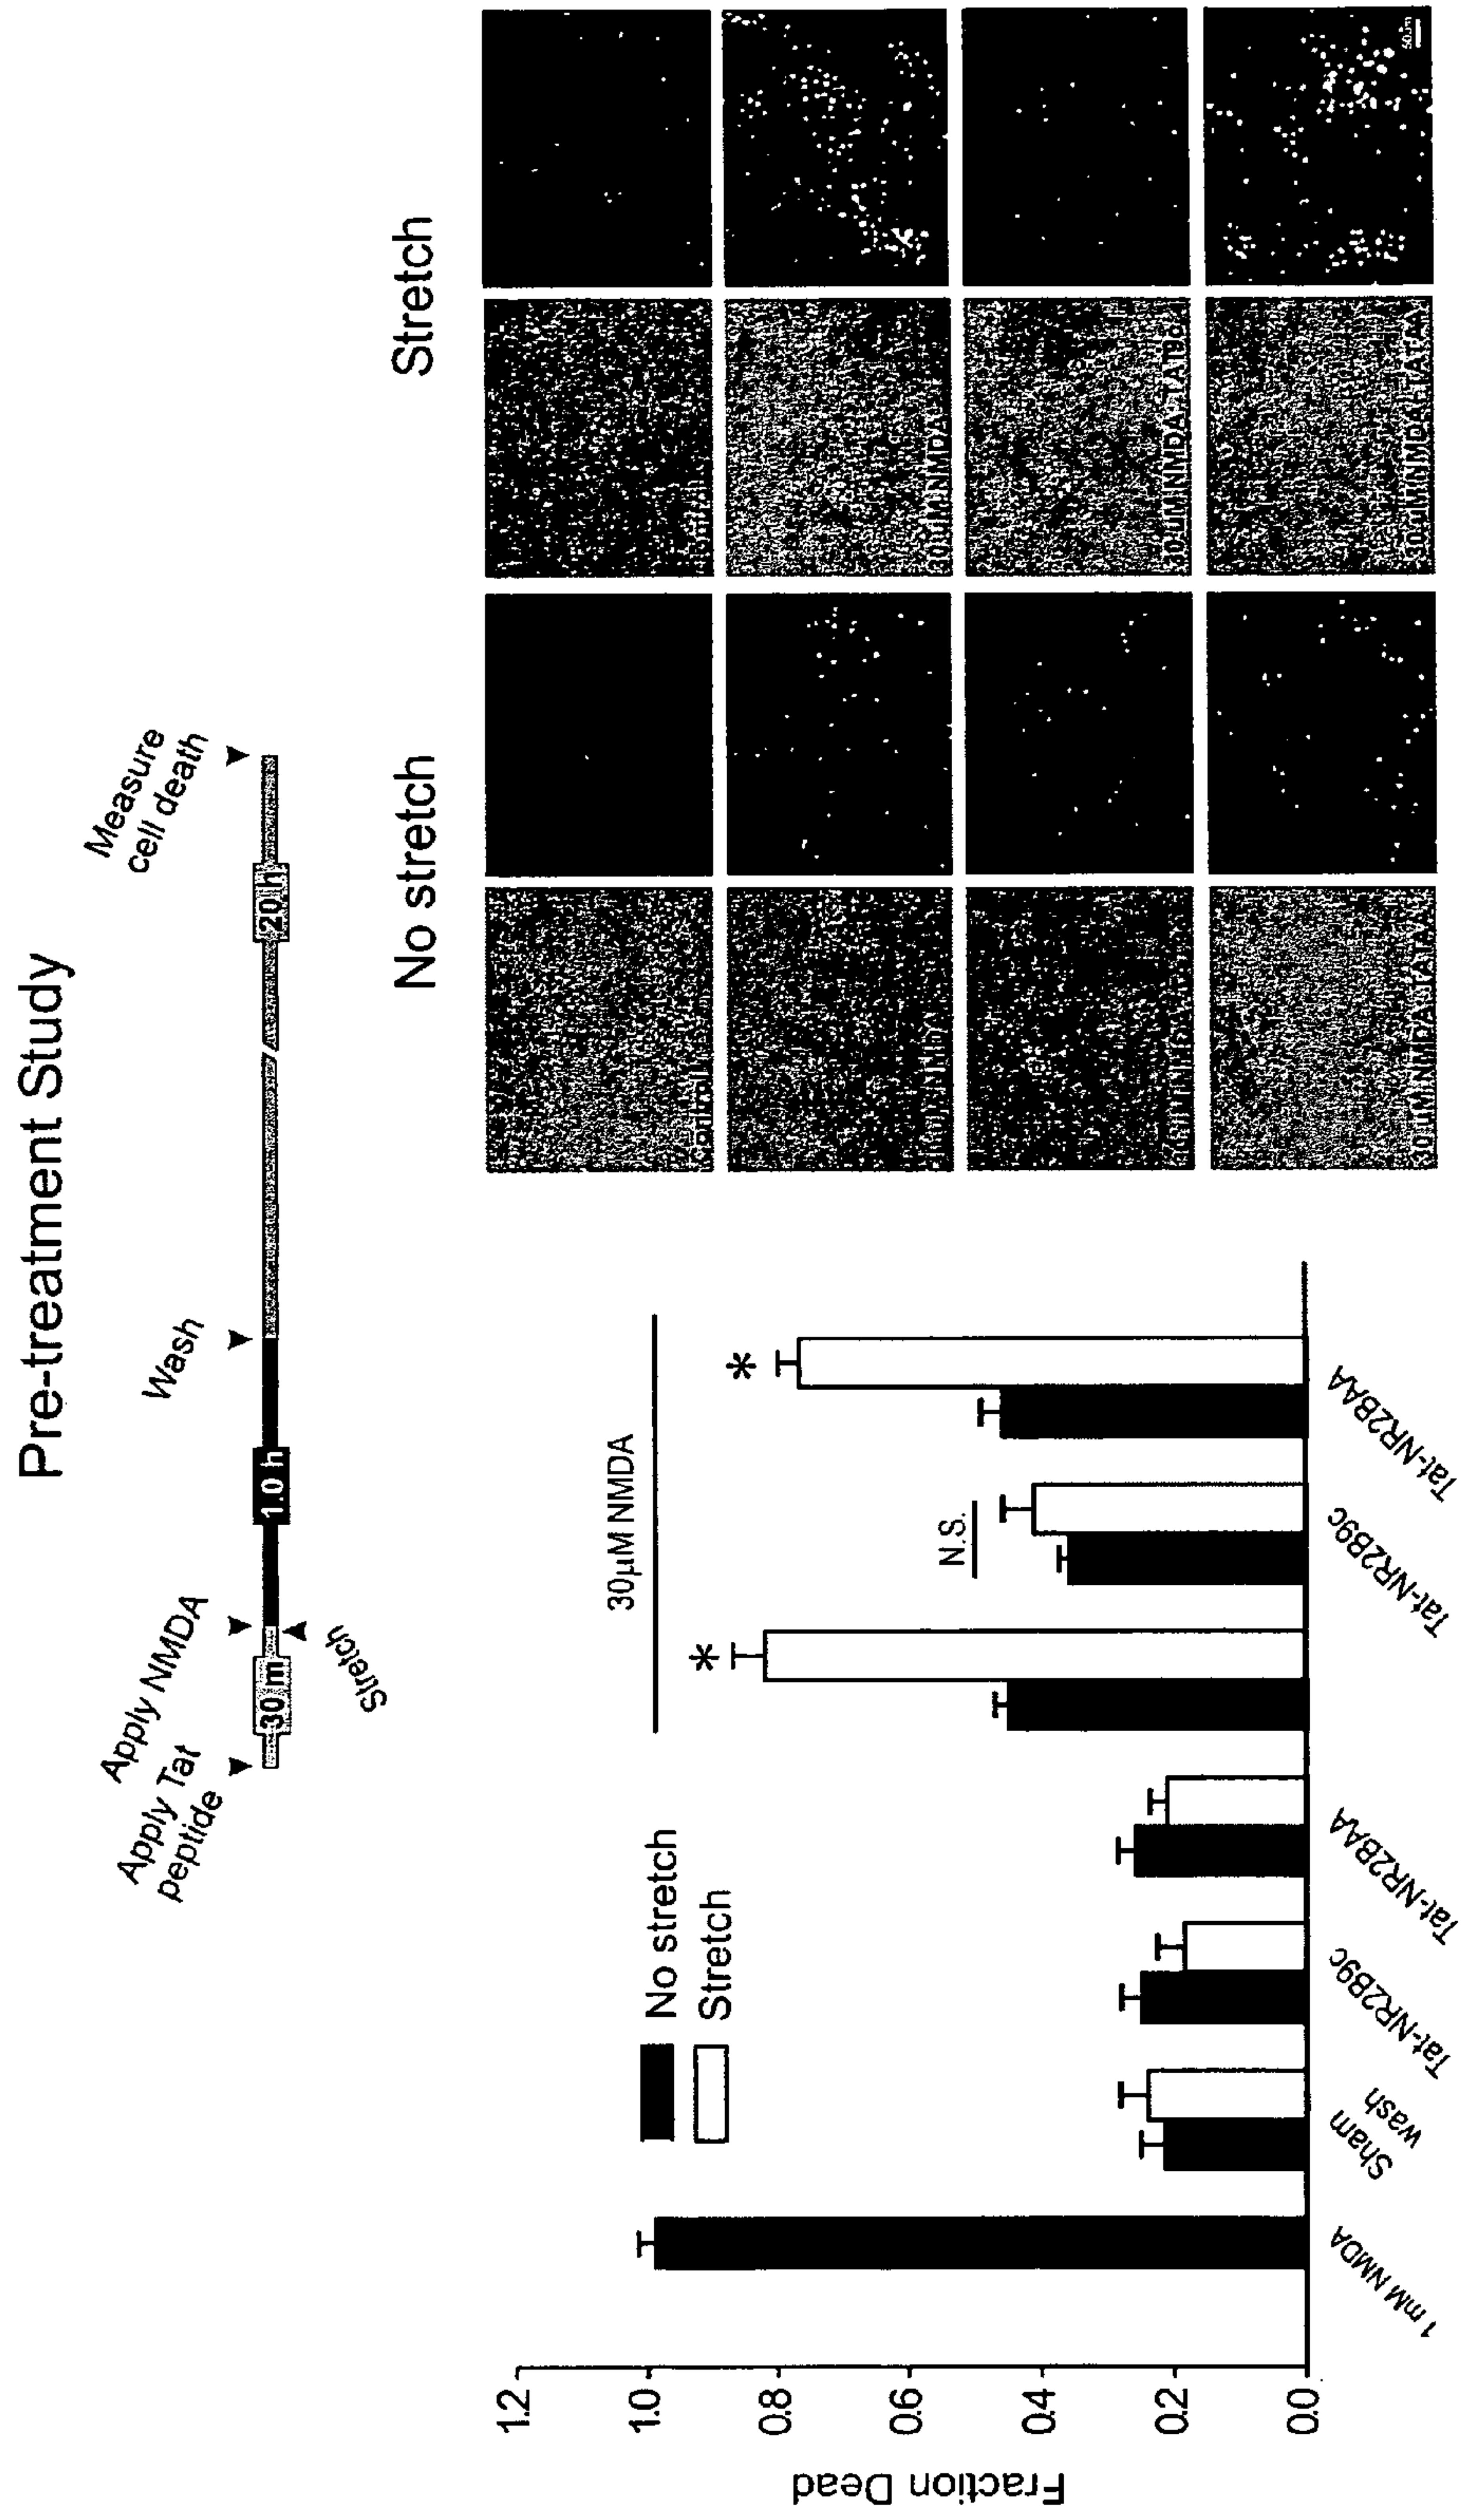 Pre-treatment Study
Apply Tat
peptide
Apply NMDA
Wash
Measure
cell death
30 m
1.0 h
20 h
Stretch
No stretch
Stretch
No stretch
Stretch
30µM NMDA
*
N.S.
*
Fraction Dead
1.2
1.0
0.8
0.6
0.4
0.2
0.0
1 mM NMDA
Sham
wash
Tat-NR2B9c
Tat-NR2BAA
Tat-NR2B9c
Tat-NR2BAA
50µm